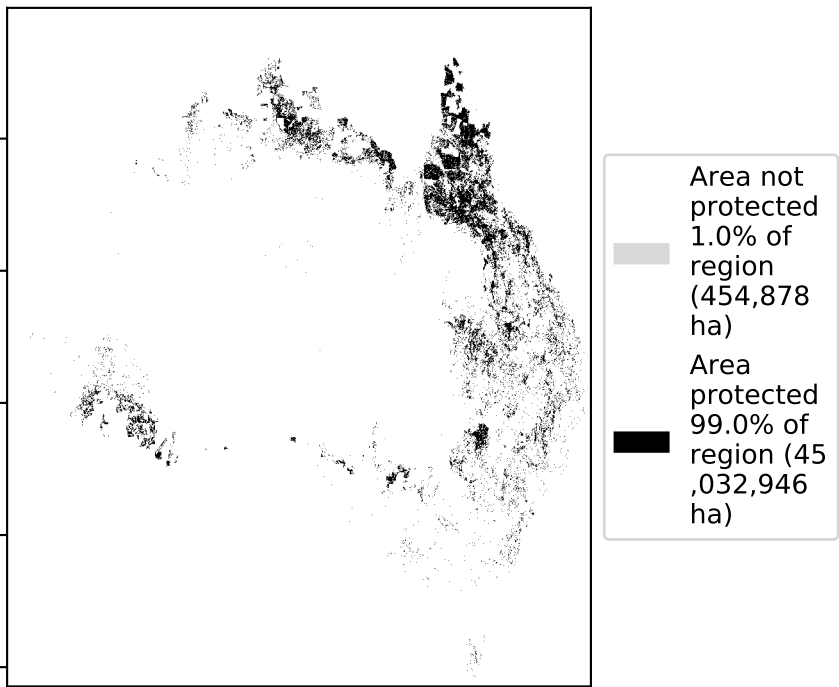 Area not
protected
1.0% of
region
(454,878
ha)
Area
protected
99.0% of
region (45
,032,946
ha)